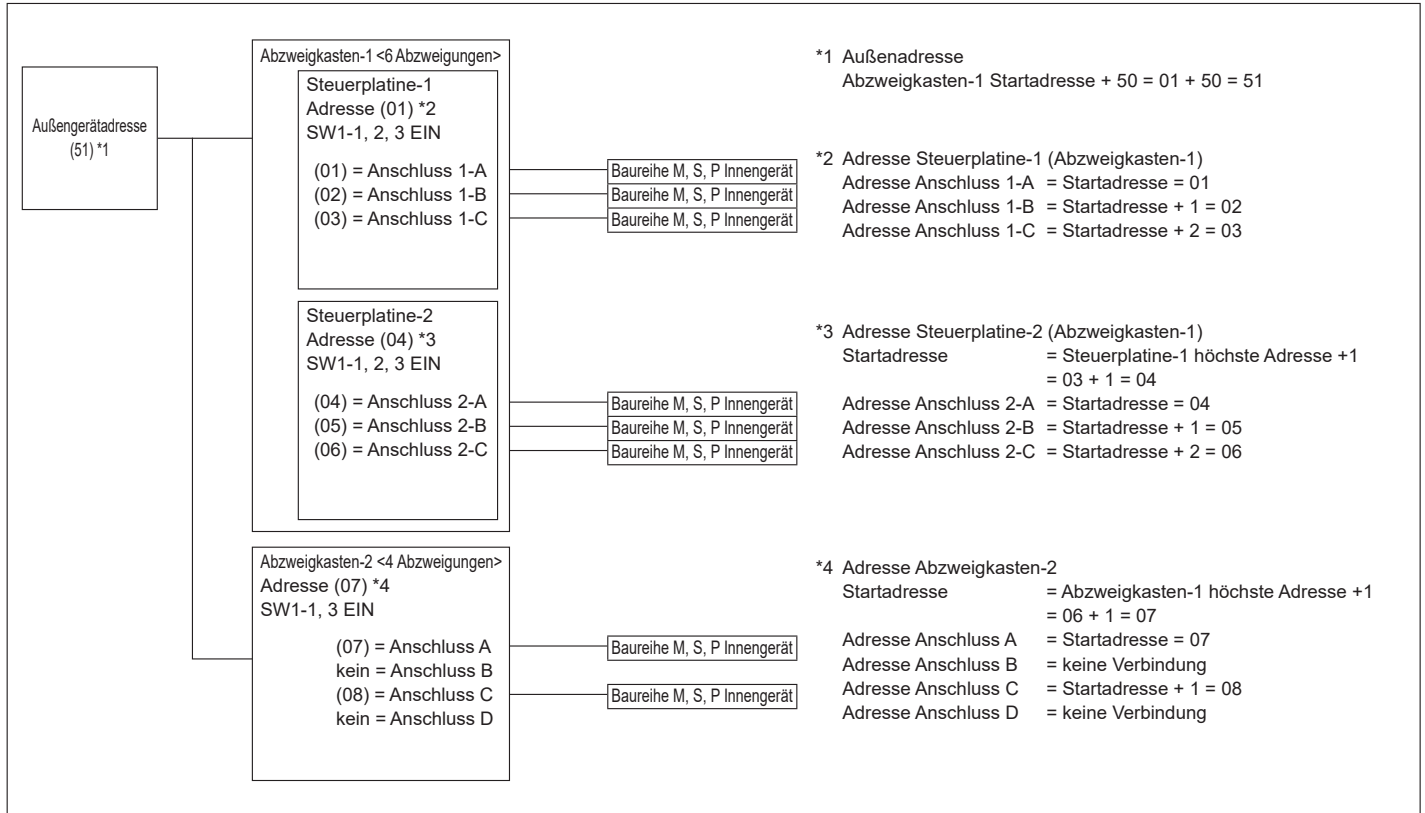 Außengerätadresse
(51) *1
Abzweigkasten-1 <6 Abzweigungen>
Steuerplatine-1
Adresse (01) *2
SW1-1, 2, 3 EIN
(01) = Anschluss 1-A
(02) = Anschluss 1-B
(03) = Anschluss 1-C
Baureihe M, S, P Innengerät
Baureihe M, S, P Innengerät
Baureihe M, S, P Innengerät
Steuerplatine-2
Adresse (04) *3
SW1-1, 2, 3 EIN
(04) = Anschluss 2-A
(05) = Anschluss 2-B
(06) = Anschluss 2-C
Baureihe M, S, P Innengerät
Baureihe M, S, P Innengerät
Baureihe M, S, P Innengerät
Abzweigkasten-2 <4 Abzweigungen>
Adresse (07) *4
SW1-1, 3 EIN
(07) = Anschluss A
kein = Anschluss B
(08) = Anschluss C
kein = Anschluss D
Baureihe M, S, P Innengerät
Baureihe M, S, P Innengerät
*1 Außenadresse
Abzweigkasten-1 Startadresse + 50 = 01 + 50 = 51
*2 Adresse Steuerplatine-1 (Abzweigkasten-1)
Adresse Anschluss 1-A = Startadresse = 01
Adresse Anschluss 1-B = Startadresse + 1 = 02
Adresse Anschluss 1-C = Startadresse + 2 = 03
*3 Adresse Steuerplatine-2 (Abzweigkasten-1)
Startadresse = Steuerplatine-1 höchste Adresse +1
= 03 + 1 = 04
Adresse Anschluss 2-A = Startadresse = 04
Adresse Anschluss 2-B = Startadresse + 1 = 05
Adresse Anschluss 2-C = Startadresse + 2 = 06
*4 Adresse Abzweigkasten-2
Startadresse = Abzweigkasten-1 höchste Adresse +1
= 06 + 1 = 07
Adresse Anschluss A = Startadresse = 07
Adresse Anschluss B = keine Verbindung
Adresse Anschluss C = Startadresse + 1 = 08
Adresse Anschluss D = keine Verbindung